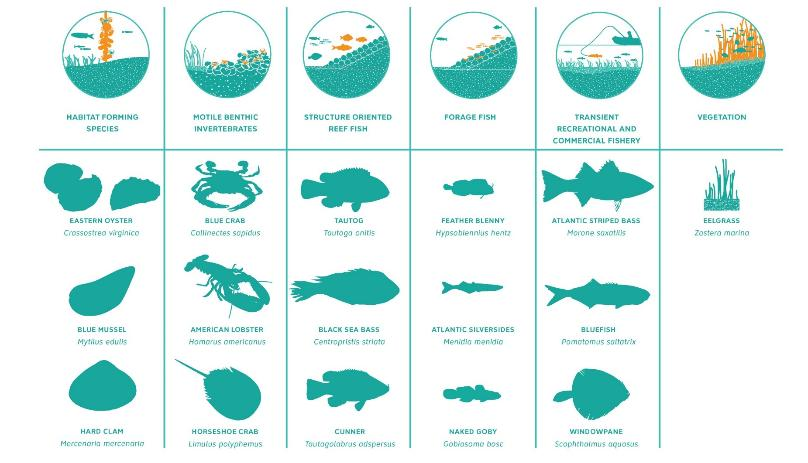 HABITAT FORMING
SPECIES
MOTILE BENTHIC
INVERTEBRATES
STRUCTURE ORIENTED
REEF FISH
FORAGE FISH
TRANSIENT
RECREATIONAL AND
COMMERCIAL FISHERY
VEGETATION
EASTERN OYSTER
Crassostrea virginica
BLUE CRAB
Callinectes sapidus
TAUTOG
Tautoga onitis
FEATHER BLENNY
Hypsoblennius hentz
ATLANTIC STRIPED BASS
Morone saxatilis
EELGRASS
Zostera marina
BLUE MUSSEL
Mytilus edulis
AMERICAN LOBSTER
Homarus americanus
BLACK SEA BASS
Centropristis striata
ATLANTIC SILVERSIDES
Menidia menidia
BLUEFISH
Pomatomus saltatrix
HARD CLAM
Mercenaria mercenaria
HORSESHOE CRAB
Limulus polyphemus
CUNNER
Tautogolabrus adspersus
NAKED GOBY
Gobiosoma bosc
WINDOWPANE
Scophthalmus aquosus